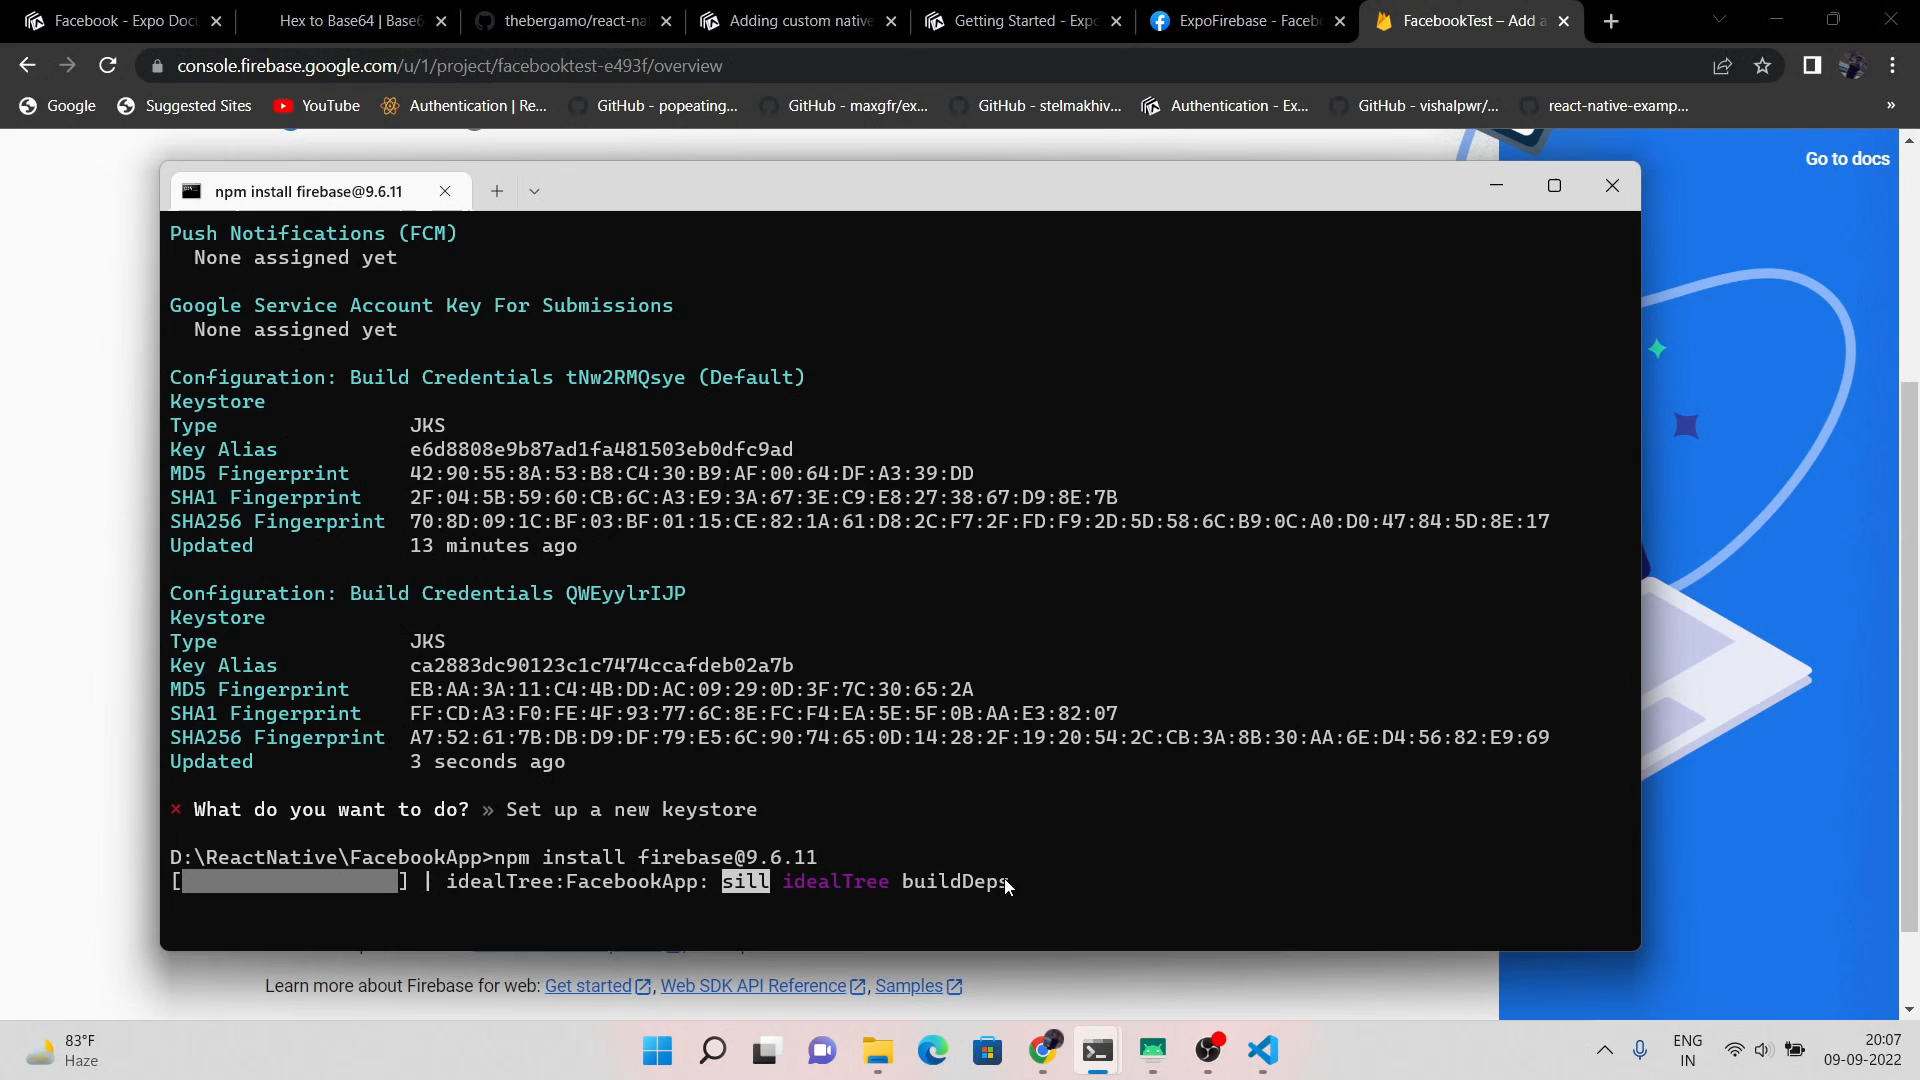 Facebook - Expo Docu
Hex to Base64 | Base6
thebergamo/react-na
Adding custom native
Getting Started - Expo
ExpoFirebase - Facebo
FacebookTest – Add a
console.firebase.google.com/u/1/project/facebooktest-e493f/overview
Google
Suggested Sites
YouTube
Authentication | Re...
GitHub - popeating...
GitHub - maxgfr/ex...
GitHub - stelmakhiv...
Authentication - Ex...
GitHub - vishalpwr/...
react-native-examp...
»
Go to docs
npm install firebase@9.6.11
Push Notifications (FCM)
None assigned yet
Google Service Account Key For Submissions
None assigned yet
Configuration: Build Credentials tNw2RMQsye (Default)
Keystore
Type JKS
Key Alias e6d8808e9b87ad1fa481503eb0dfc9ad
MD5 Fingerprint 42:90:55:8A:53:B8:C4:30:B9:AF:00:64:DF:A3:39:DD
SHA1 Fingerprint 2F:04:5B:59:60:CB:6C:A3:E9:3A:67:3E:C9:E8:27:38:67:D9:8E:7B
SHA256 Fingerprint 70:8D:09:1C:BF:03:BF:01:15:CE:82:1A:61:D8:2C:F7:2F:FD:F9:2D:5D:58:6C:B9:0C:A0:D0:47:84:5D:8E:17
Updated 13 minutes ago
Configuration: Build Credentials QWEyylrIJP
Keystore
Type JKS
Key Alias ca2883dc90123c1c7474ccafdeb02a7b
MD5 Fingerprint EB:AA:3A:11:C4:4B:DD:AC:09:29:0D:3F:7C:30:65:2A
SHA1 Fingerprint FF:CD:A3:F0:FE:4F:93:77:6C:8E:FC:F4:EA:5E:5F:0B:AA:E3:82:07
SHA256 Fingerprint A7:52:61:7B:DB:D9:DF:79:E5:6C:90:74:65:0D:14:28:2F:19:20:54:2C:CB:3A:8B:30:AA:6E:D4:56:82:E9:69
Updated 3 seconds ago
× What do you want to do? » Set up a new keystore
D:\ReactNative\FacebookApp>npm install firebase@9.6.11
[ ] | idealTree:FacebookApp: sill idealTree buildDeps
Learn more about Firebase for web: Get started, Web SDK API Reference, Samples
83°F
Haze
ENG
IN
20:07
09-09-2022